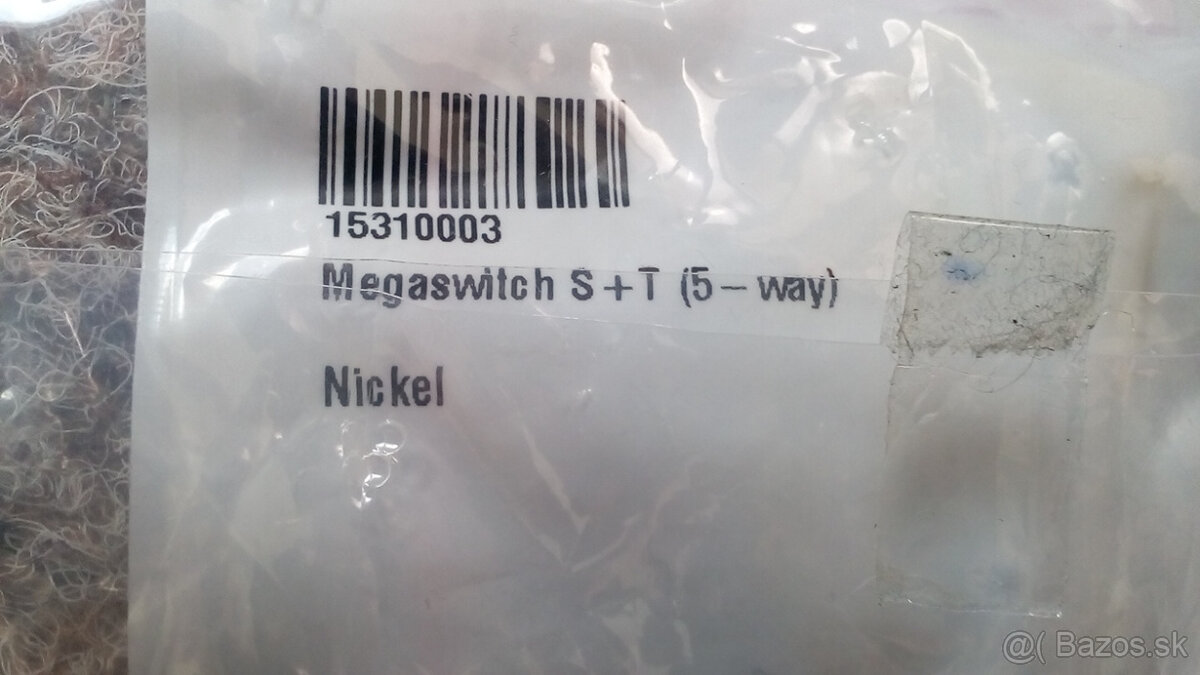 15310003
Megaswitch S+T (5-way)
Nickel
@( Bazos.sk